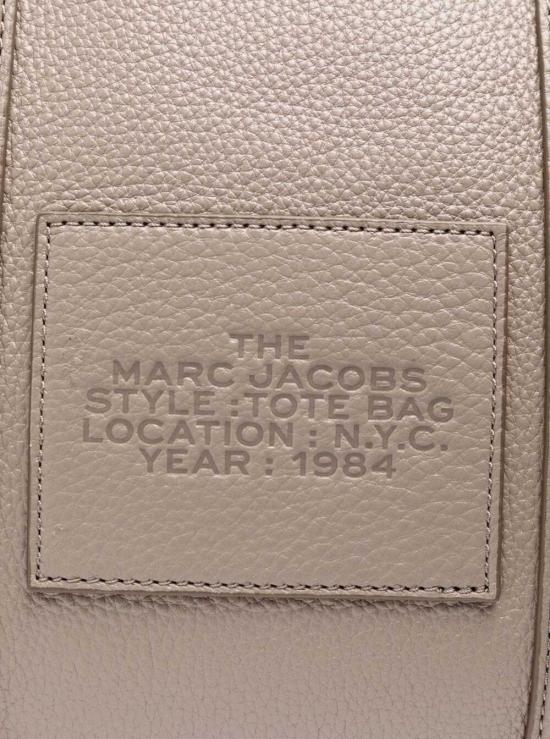 THE
MARC JACOBS
STYLE : TOTE BAG
LOCATION : N.Y.C.
YEAR : 1984